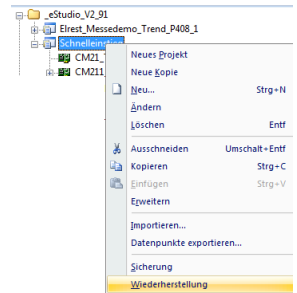 _eStudio_V2_91
Elrest_Messedemo_Trend_P408_1
Schnelleinstieg
CM21_
CM211
Neues Projekt
Neue Kopie
Neu... Strg+N
Ändern
Löschen Entf
Ausschneiden Umschalt+Entf
Kopieren Strg+C
Einfügen Strg+V
Erweitern
Importieren...
Datenpunkte exportieren...
Sicherung
Wiederherstellung